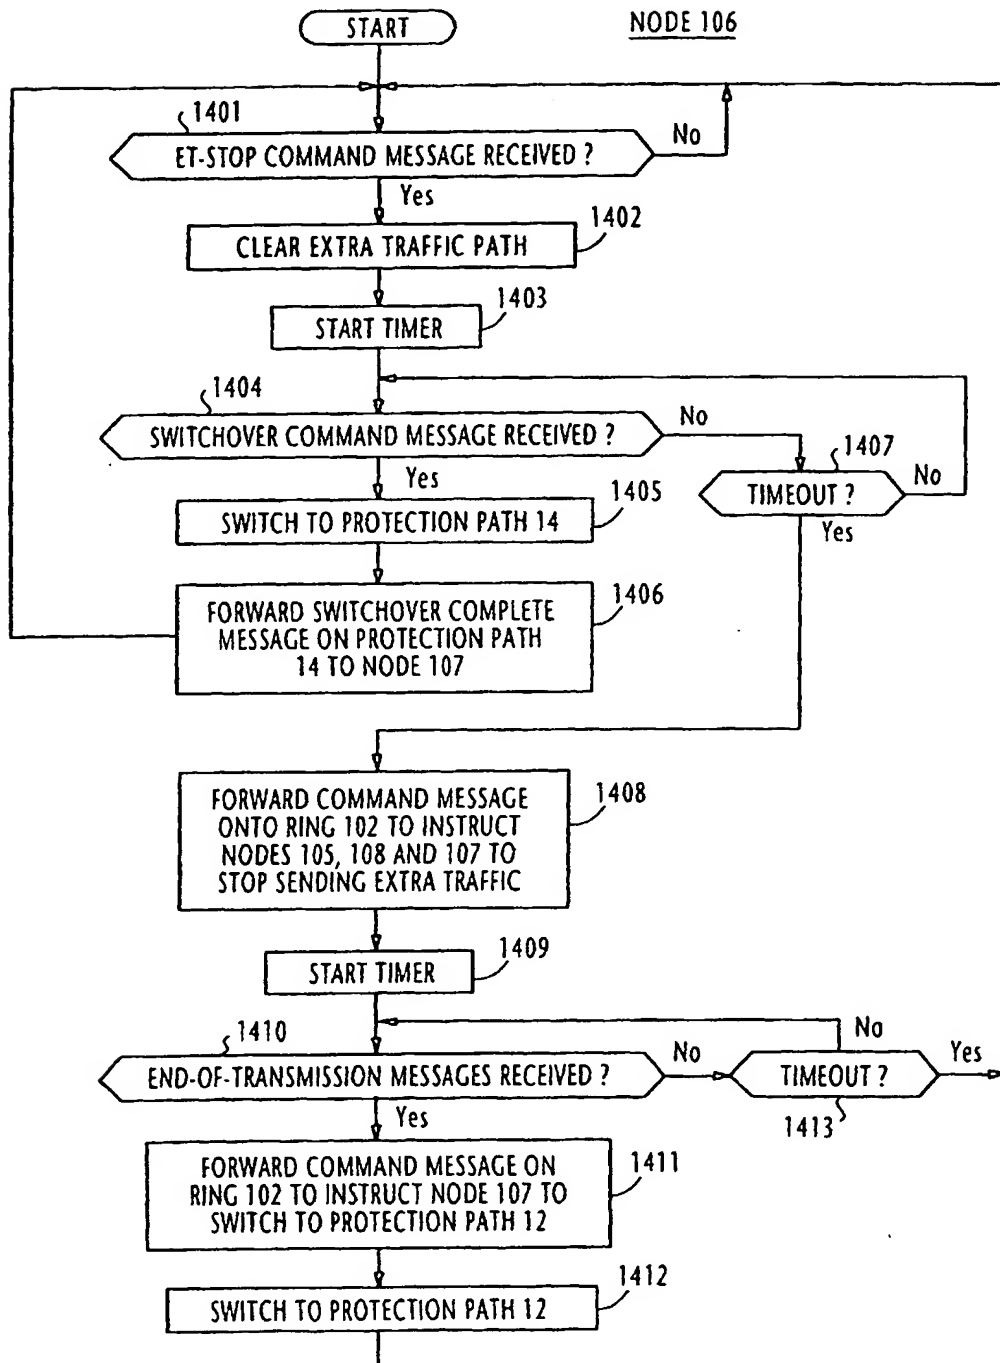 START
NODE 106
1401
ET-STOP COMMAND MESSAGE RECEIVED ?
No
Yes
1402
CLEAR EXTRA TRAFFIC PATH
1403
START TIMER
1404
SWITCHOVER COMMAND MESSAGE RECEIVED ?
No
1407
TIMEOUT ?
No
Yes
Yes
1405
SWITCH TO PROTECTION PATH 14
1406
FORWARD SWITCHOVER COMPLETE
MESSAGE ON PROTECTION PATH
14 TO NODE 107
1408
FORWARD COMMAND MESSAGE
ONTO RING 102 TO INSTRUCT
NODES 105, 108 AND 107 TO
STOP SENDING EXTRA TRAFFIC
1409
START TIMER
1410
END-OF-TRANSMISSION MESSAGES RECEIVED ?
No
No
TIMEOUT ?
Yes
1413
Yes
1411
FORWARD COMMAND MESSAGE ON
RING 102 TO INSTRUCT NODE 107 TO
SWITCH TO PROTECTION PATH 12
1412
SWITCH TO PROTECTION PATH 12